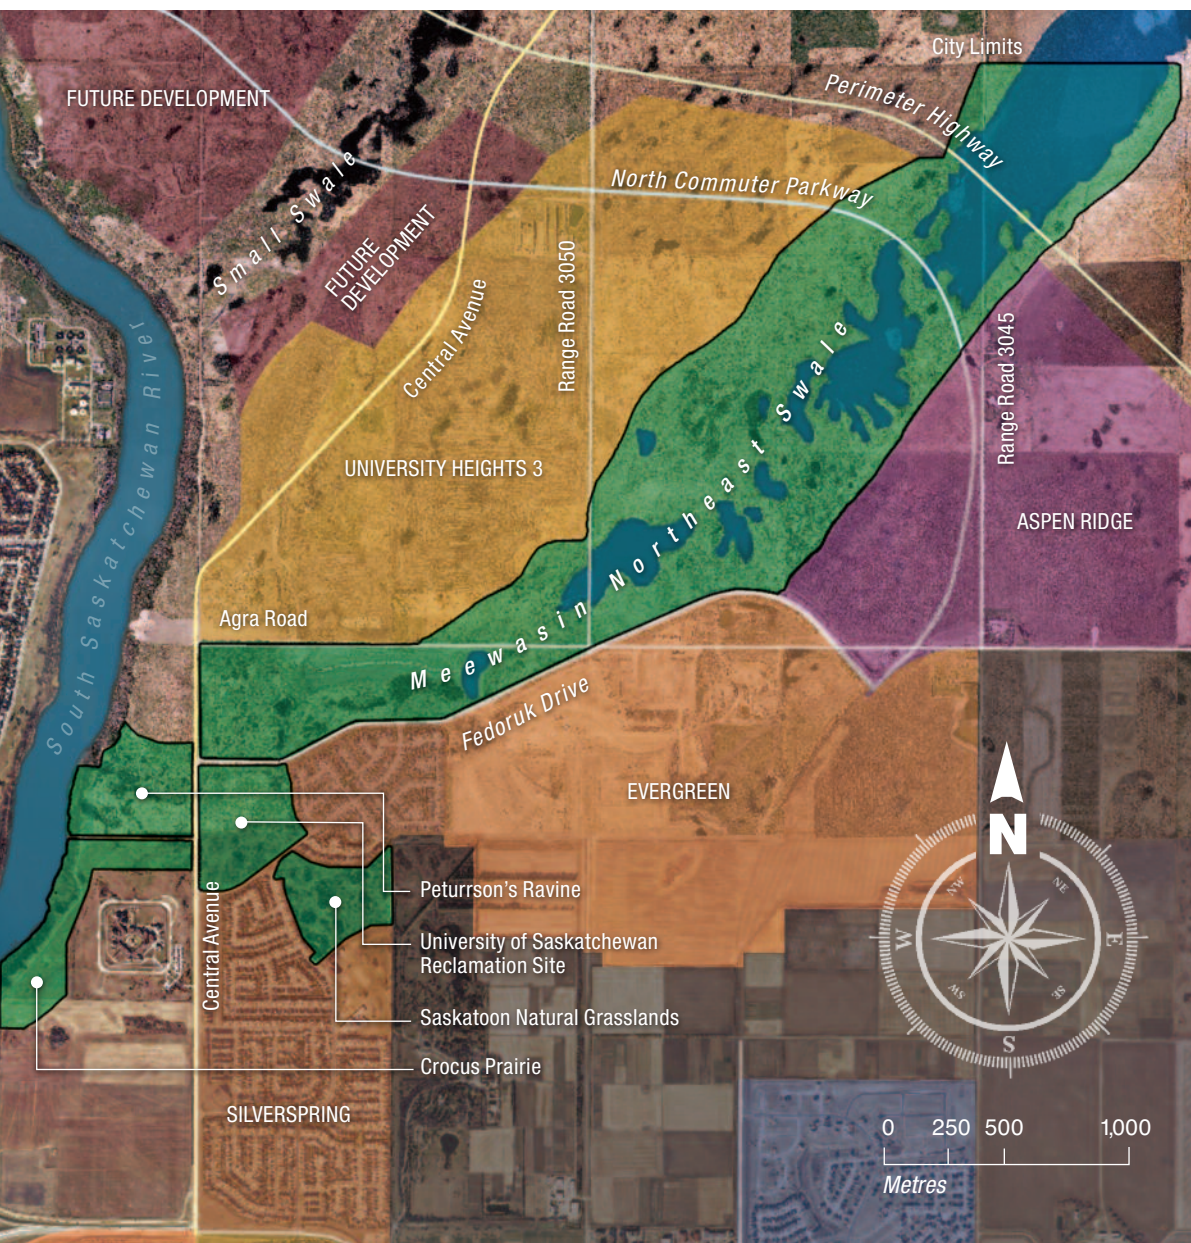 City Limits
FUTURE DEVELOPMENT
Perimeter Highway
Small Swale
North Commuter Parkway
FUTURE
DEVELOPMENT
Range Road 3050
Central Avenue
Range Road 3045
South Saskatchewan River
UNIVERSITY HEIGHTS 3
Meewasin Northeast Swale
ASPEN RIDGE
Agra Road
Fedoruk Drive
EVERGREEN
N
NW
NE
W
E
SW
SE
S
Peturrson's Ravine
University of Saskatchewan
Reclamation Site
Central Avenue
Saskatoon Natural Grasslands
Crocus Prairie
SILVERSPRING
0 250 500 1,000
Metres